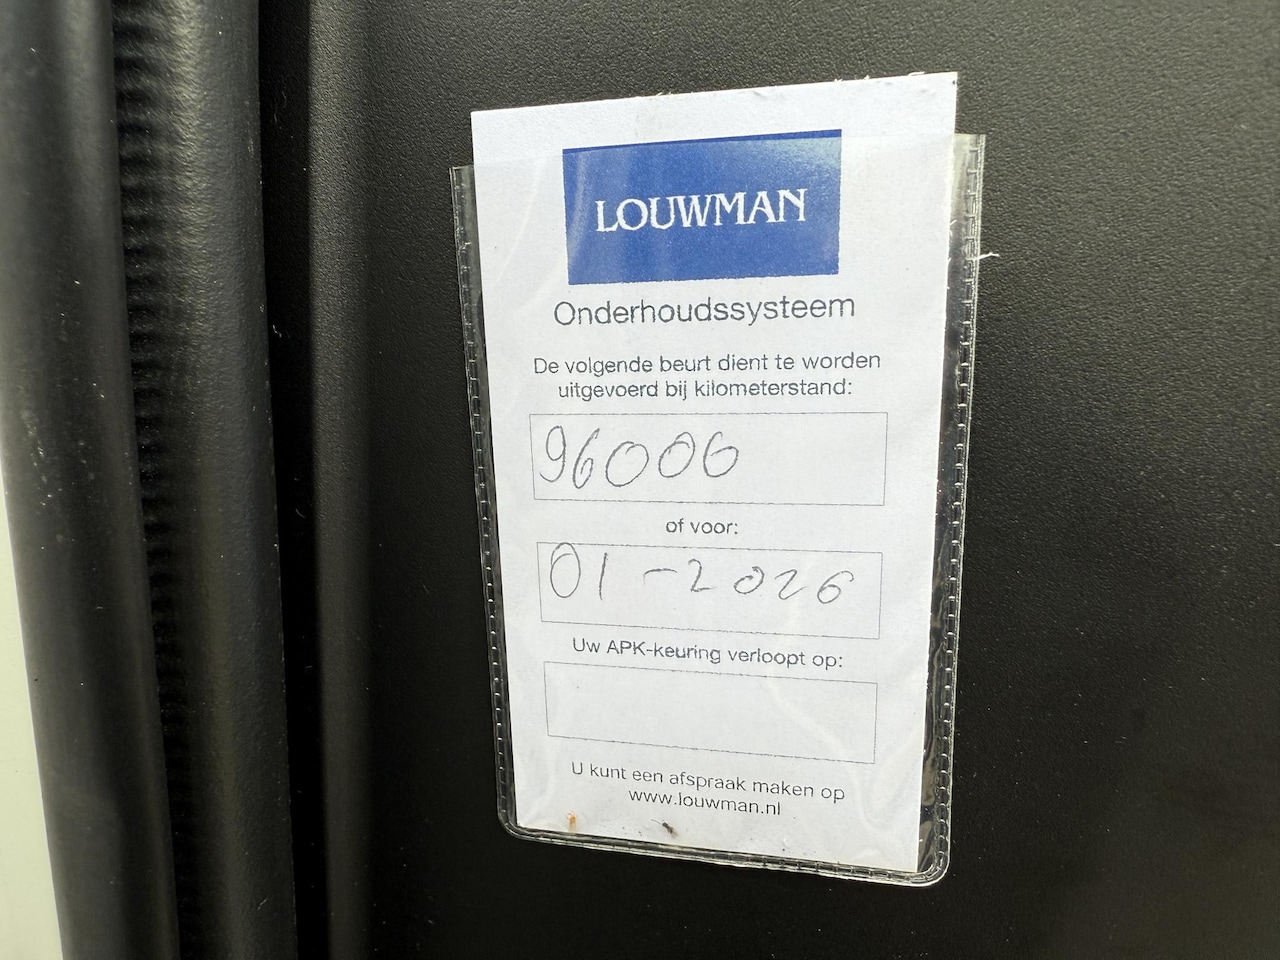 LOUWMAN
Onderhoudssysteem
De volgende beurt dient te worden
uitgevoerd bij kilometerstand:
96000
of voor:
01-2026
Uw APK-keuring verloopt op:
U kunt een afspraak maken op
www.louwman.nl